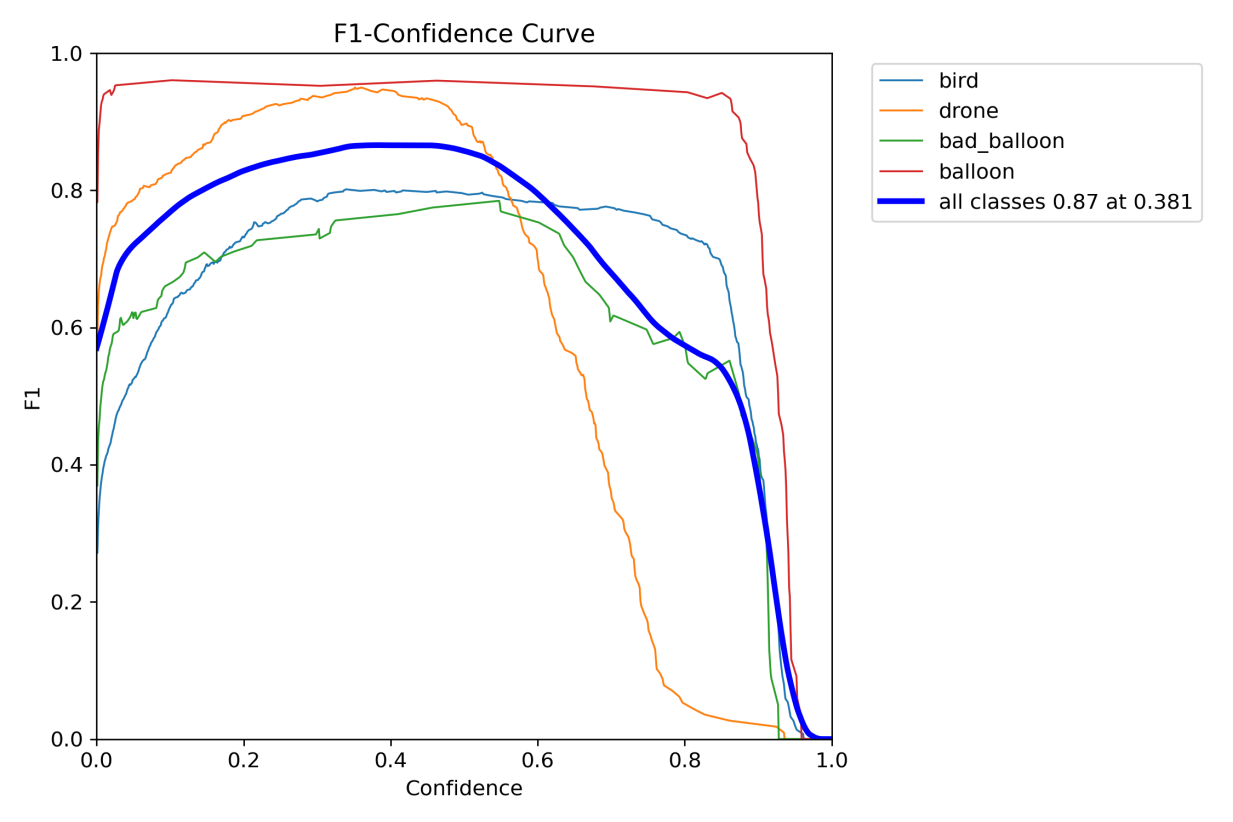 F1-Confidence Curve
1.0
0.8
0.6
0.4
0.2
0.0
F1
0.0 0.2 0.4 0.6 0.8 1.0
Confidence
bird
drone
bad_balloon
balloon
all classes 0.87 at 0.381